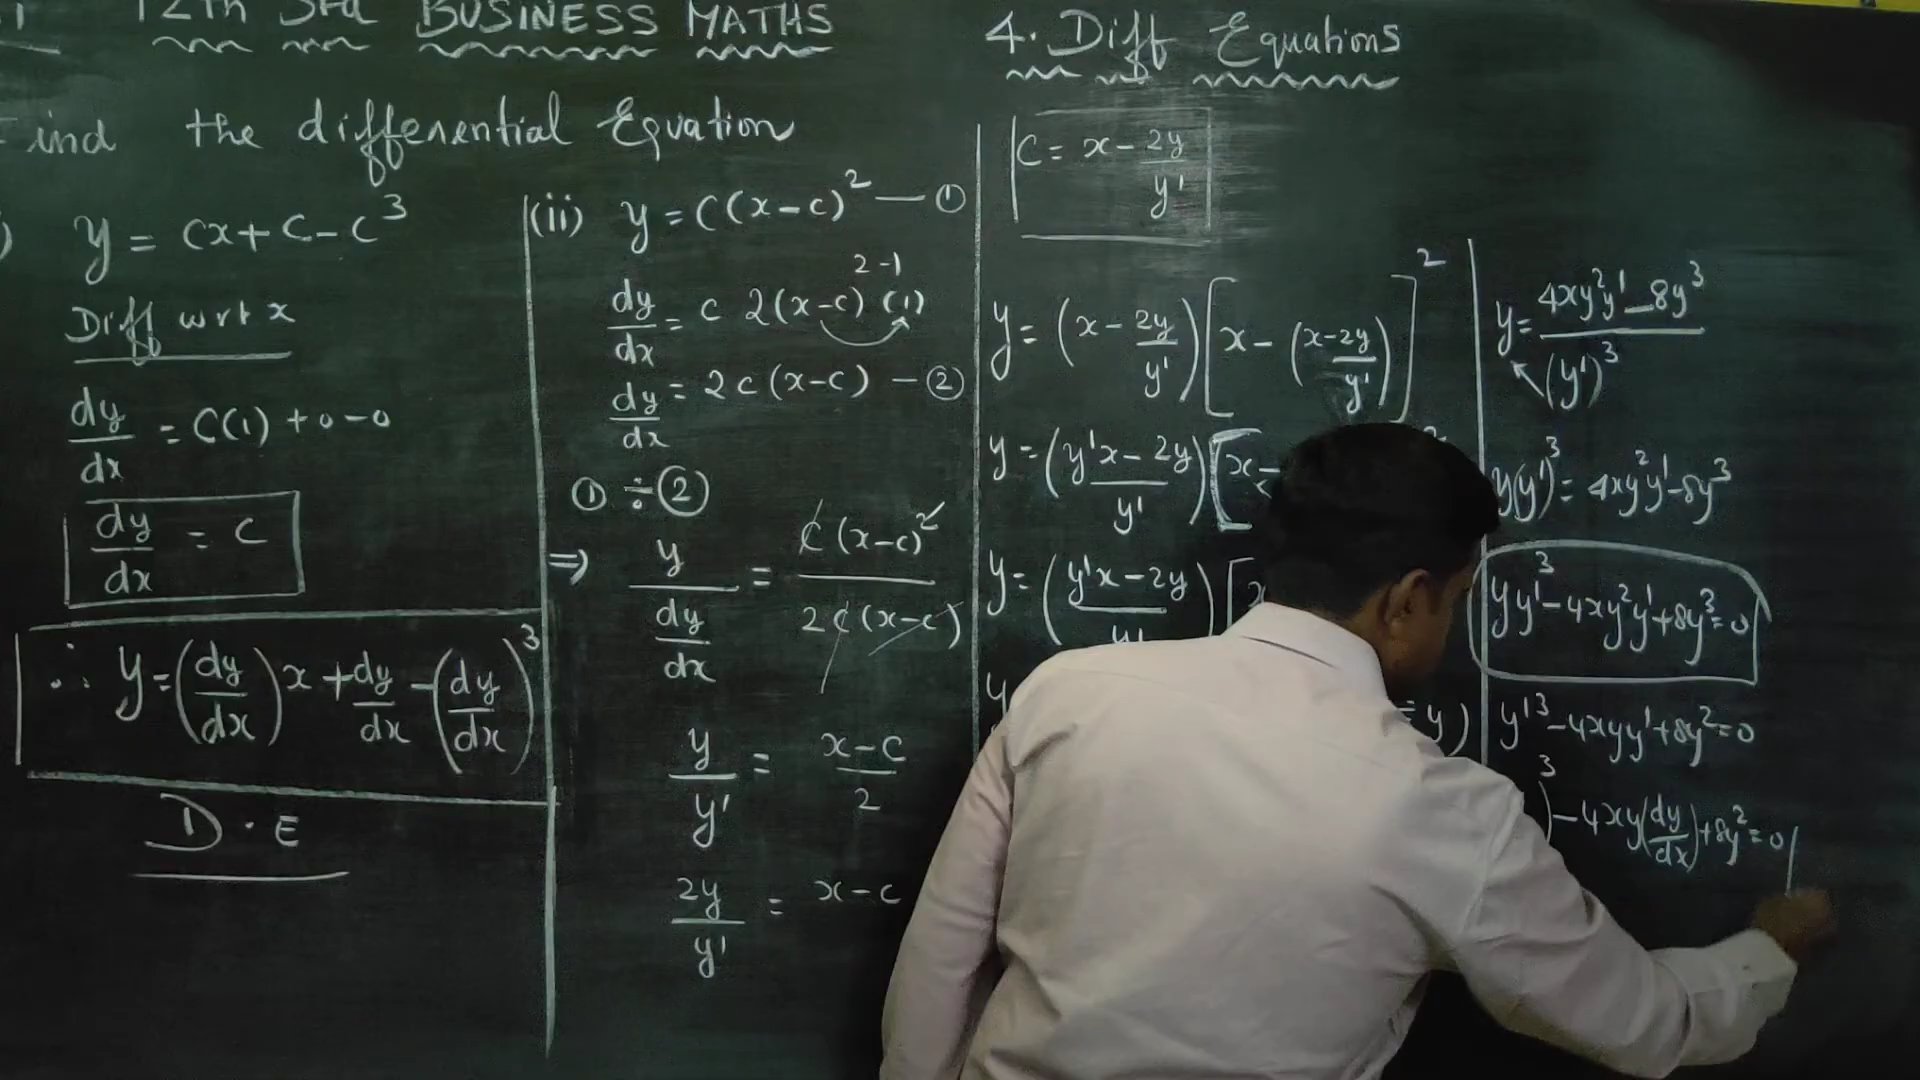 12th Std BUSINESS MATHS
4. Diff Equations
Find the differential Equation
y = cx+c-c³
Diff wrt x
dy/dx = C(1) + 0 - 0
dy/dx = c
∴ y=(dy/dx)x+dy/dx-(dy/dx)³
D.E
(ii) y=C(x-c)² — ①
dy/dx = c 2(x-c)²⁻¹ (1)
dy/dx = 2c(x-c) - ②
① ÷ ②
⇒ y/(dy/dx) = c(x-c)²/2c(x-c)
y/y' = (x-c)/2
2y/y' = x-c
C = x - 2y/y'
y = (x - 2y/y')[x - (x-2y/y')]²
y = ((y'x-2y)/y')[x-
y = ((y'x-2y)/y')[x
y
= y)
y = (4xy²y' - 8y³)/(y')³
y(y')³ = 4xy²y' - 8y³
yy'³ - 4xy²y' + 8y³ = 0
y'³ - 4xyy' + 8y² = 0
)³ - 4xy(dy/dx) + 8y² = 0